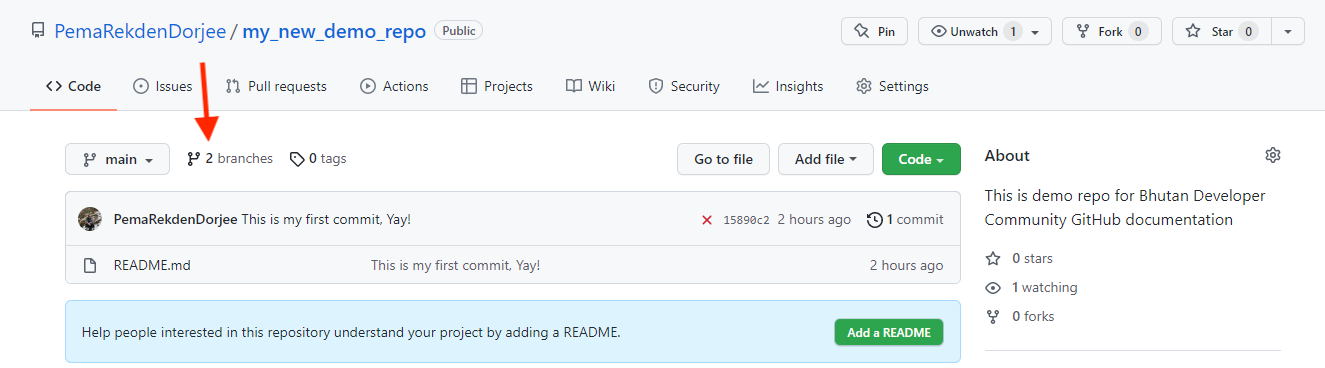 PemaRekdenDorjee / my_new_demo_repo Public Pin Unwatch 1 Fork 0 Star 0
Code Issues Pull requests Actions Projects Wiki Security Insights Settings
main 2 branches 0 tags Go to file Add file Code
PemaRekdenDorjee This is my first commit, Yay! 15890c2 2 hours ago 1 commit
README.md This is my first commit, Yay! 2 hours ago
Help people interested in this repository understand your project by adding a README. Add a README
About
This is demo repo for Bhutan Developer
Community GitHub documentation
0 stars
1 watching
0 forks